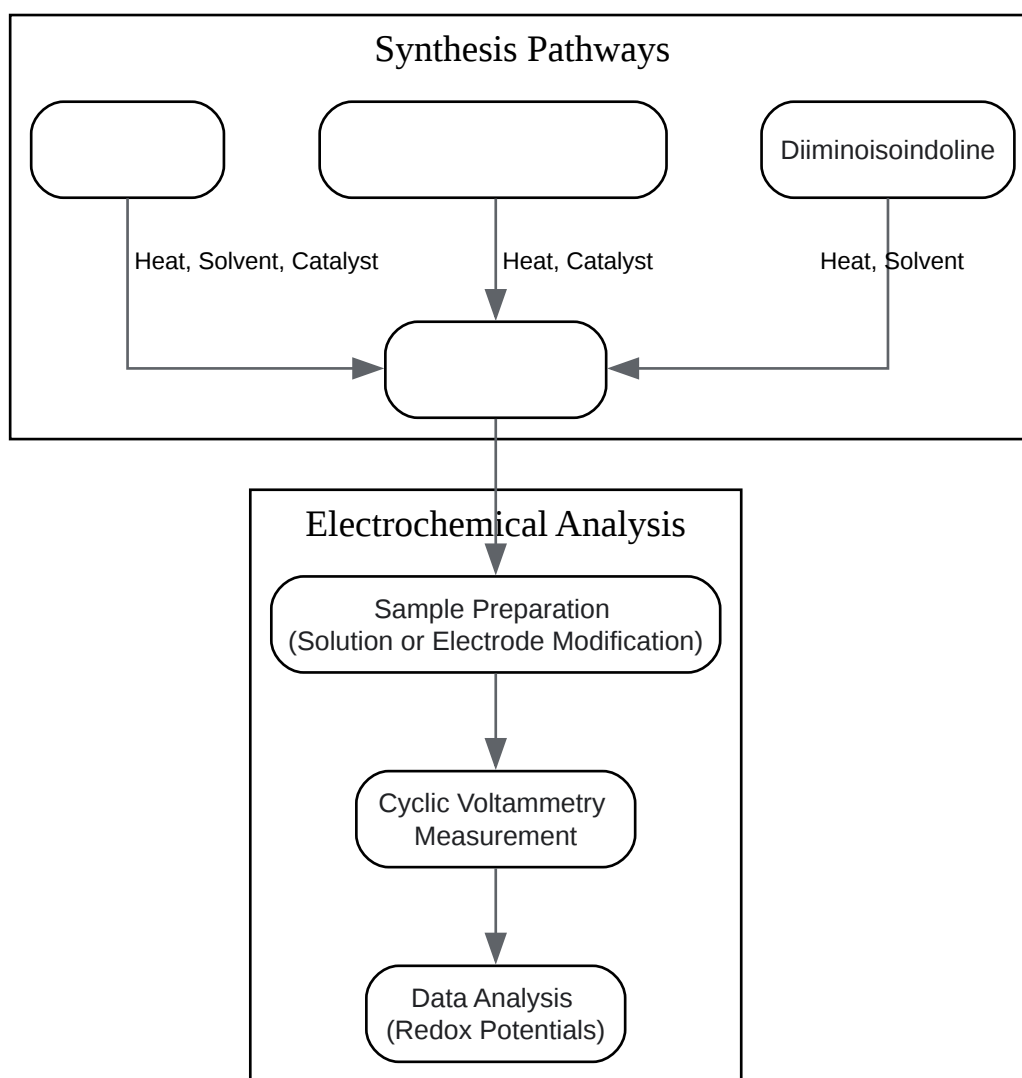 Synthesis Pathways
Diiminoisoindoline
Heat, Solvent, Catalyst
Heat, Catalyst
Heat, Solvent
Electrochemical Analysis
Sample Preparation
(Solution or Electrode Modification)
Cyclic Voltammetry
Measurement
Data Analysis
(Redox Potentials)